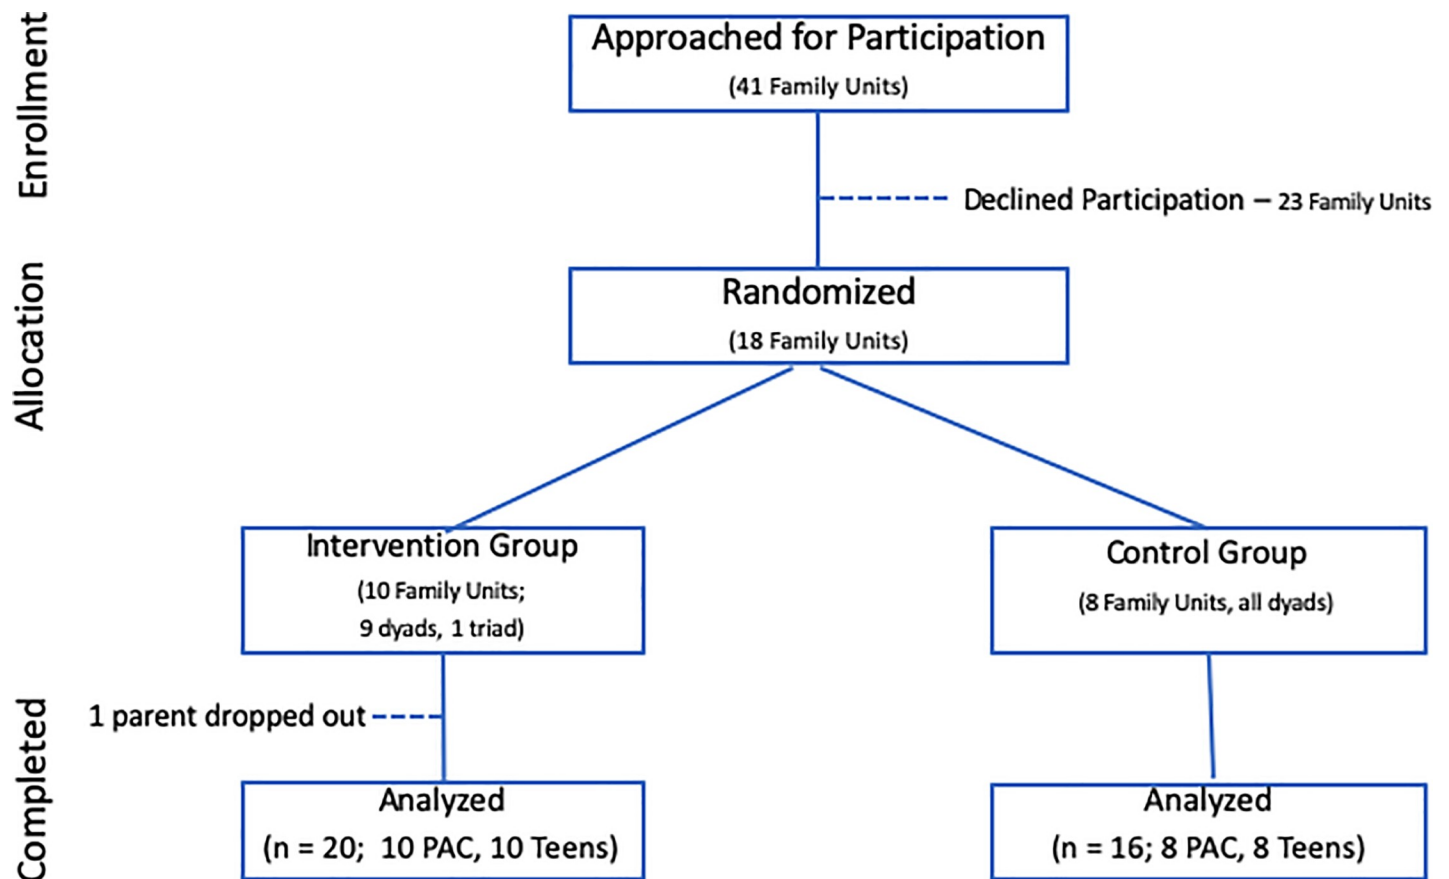 Enrollment
Approached for Participation
(41 Family Units)
Declined Participation – 23 Family Units
Allocation
Randomized
(18 Family Units)
Intervention Group
(10 Family Units;
9 dyads, 1 triad)
Control Group
(8 Family Units, all dyads)
Completed
1 parent dropped out
Analyzed
(n = 20; 10 PAC, 10 Teens)
Analyzed
(n = 16; 8 PAC, 8 Teens)